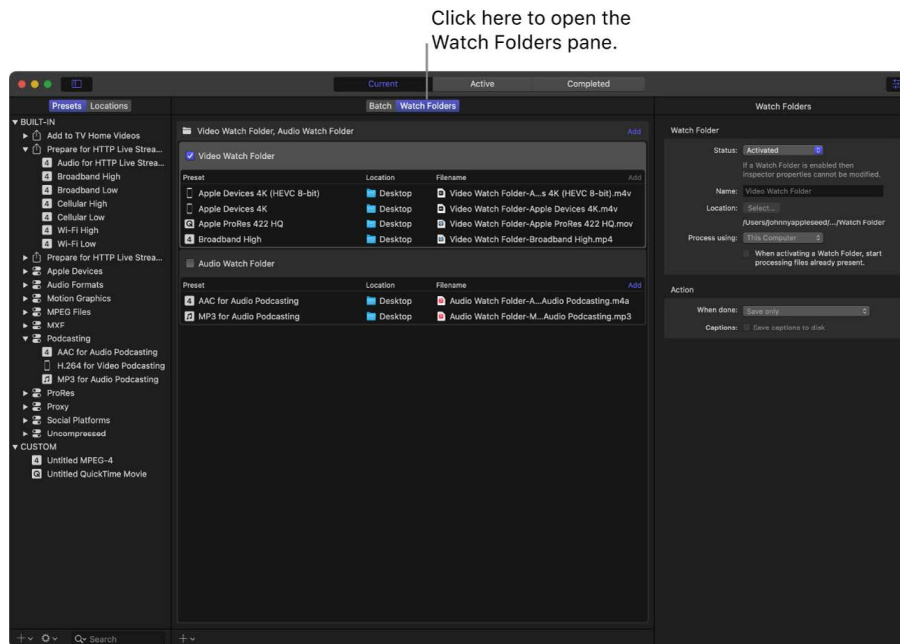 Click here to open the
Watch Folders pane.
Current Active Completed
Presets Locations
Batch Watch Folders
Watch Folders
BUILT-IN
Add to TV Home Videos
Prepare for HTTP Live Strea...
Audio for HTTP Live Strea...
Broadband High
Broadband Low
Cellular High
Cellular Low
Wi-Fi High
Wi-Fi Low
Prepare for HTTP Live Strea...
Apple Devices
Audio Formats
Motion Graphics
MPEG Files
MXF
Podcasting
AAC for Audio Podcasting
H.264 for Video Podcasting
MP3 for Audio Podcasting
ProRes
Proxy
Social Platforms
Uncompressed
CUSTOM
Untitled MPEG-4
Untitled QuickTime Movie
Search
Video Watch Folder, Audio Watch Folder Add
Video Watch Folder
Preset Location Filename Add
Apple Devices 4K (HEVC 8-bit) Desktop Video Watch Folder-A...s 4K (HEVC 8-bit).m4v
Apple Devices 4K Desktop Video Watch Folder-Apple Devices 4K.m4v
Apple ProRes 422 HQ Desktop Video Watch Folder-Apple ProRes 422 HQ.mov
Broadband High Desktop Video Watch Folder-Broadband High.mp4
Audio Watch Folder
Preset Location Filename Add
AAC for Audio Podcasting Desktop Audio Watch Folder-A...Audio Podcasting.m4a
MP3 for Audio Podcasting Desktop Audio Watch Folder-M...Audio Podcasting.mp3
Watch Folder
Status: Activated
If a Watch Folder is enabled then
inspector properties cannot be modified.
Name: Video Watch Folder
Location: Select...
/Users/johnnyappleseed/.../Watch Folder
Process using: This Computer
When activating a Watch Folder, start
processing files already present.
Action
When done: Save only
Captions: Save captions to disk